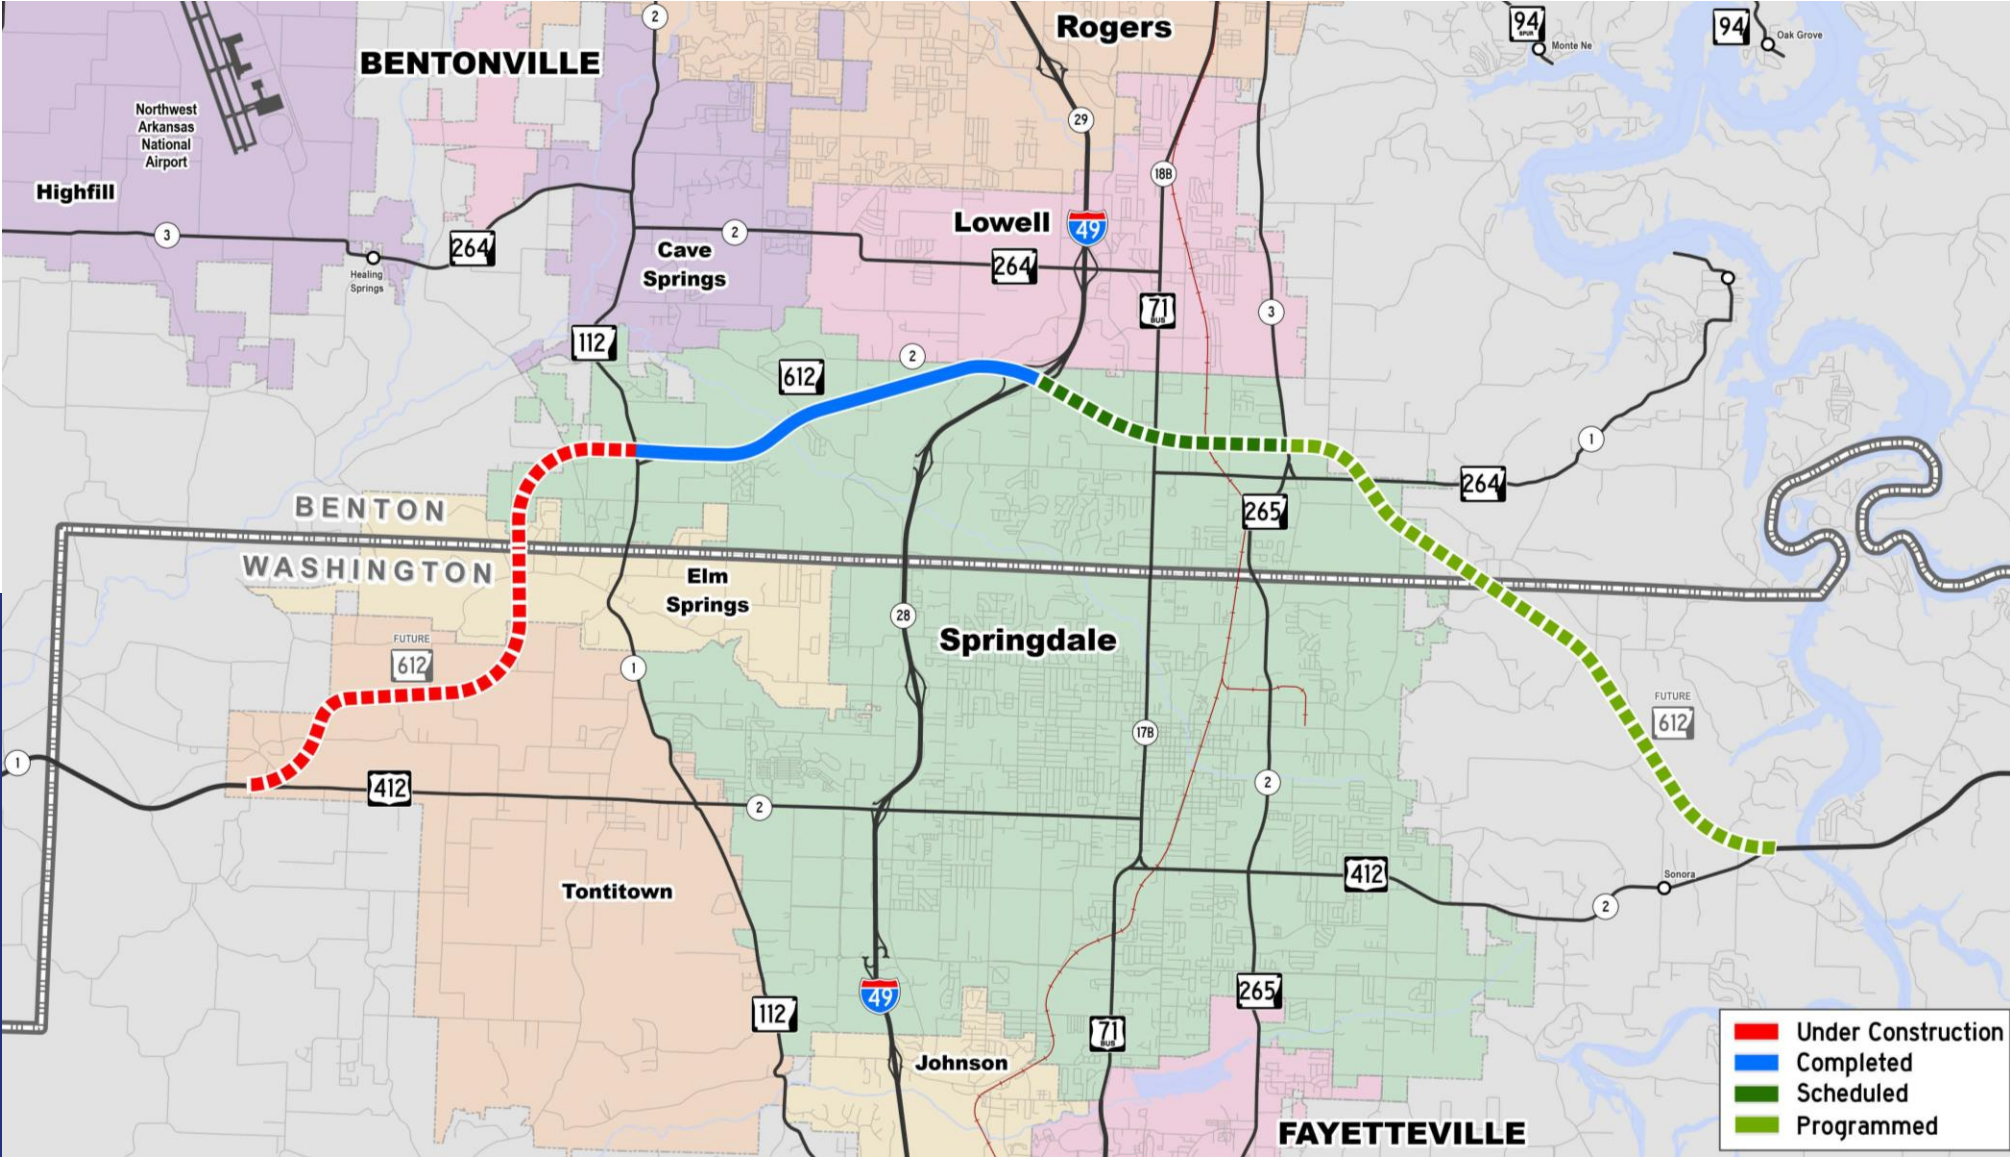 2
Rogers
94
SPUR
Monte Ne
94
Oak Grove
BENTONVILLE
Northwest
Arkansas
National
Airport
29
18B
Highfill
Lowell
49
3
264
2
Cave
Springs
264
Healing
Springs
71
BUS
3
112
2
612
1
264
265
BENTON
WASHINGTON
Elm
Springs
28
Springdale
FUTURE
612
1
FUTURE
612
17B
1
412
2
2
412
Sonora
2
Tontitown
49
265
112
71
BUS
Johnson
FAYETTEVILLE
Under Construction
Completed
Scheduled
Programmed